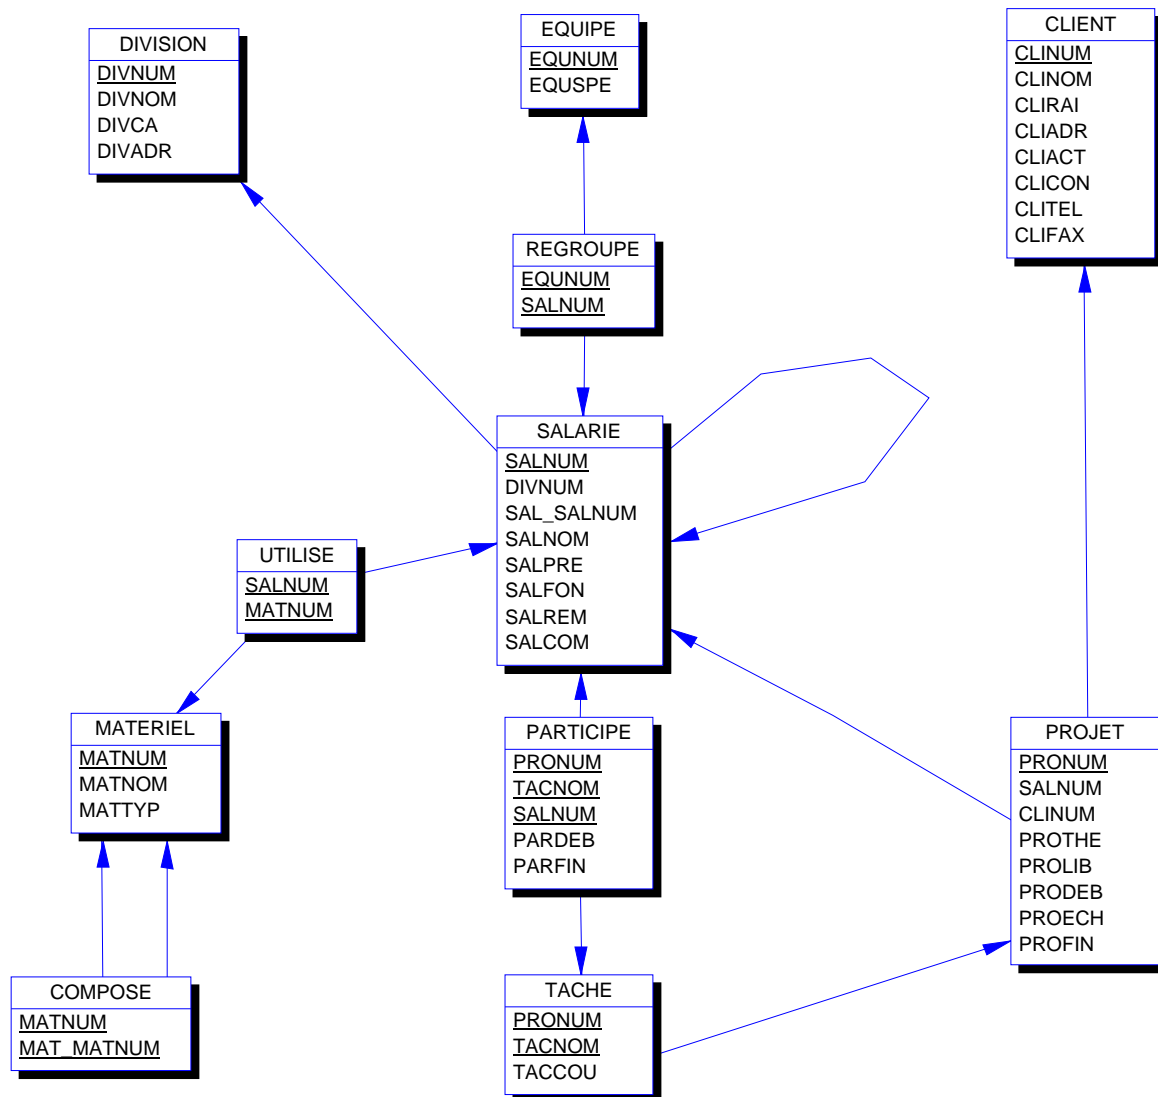 DIVISION
DIVNUM
DIVNOM
DIVCA
DIVADR
EQUIPE
EQUNUM
EQUSPE
CLIENT
CLINUM
CLINOM
CLIRAI
CLIADR
CLIACT
CLICON
CLITEL
CLIFAX
REGROUPE
EQUNUM
SALNUM
SALARIE
SALNUM
DIVNUM
SAL_SALNUM
SALNOM
SALPRE
SALFON
SALREM
SALCOM
UTILISE
SALNUM
MATNUM
MATERIEL
MATNUM
MATNOM
MATTYP
PARTICIPE
PRONUM
TACNOM
SALNUM
PARDEB
PARFIN
PROJET
PRONUM
SALNUM
CLINUM
PROTHE
PROLIB
PRODEB
PROECH
PROFIN
COMPOSE
MATNUM
MAT_MATNUM
TACHE
PRONUM
TACNOM
TACCOU